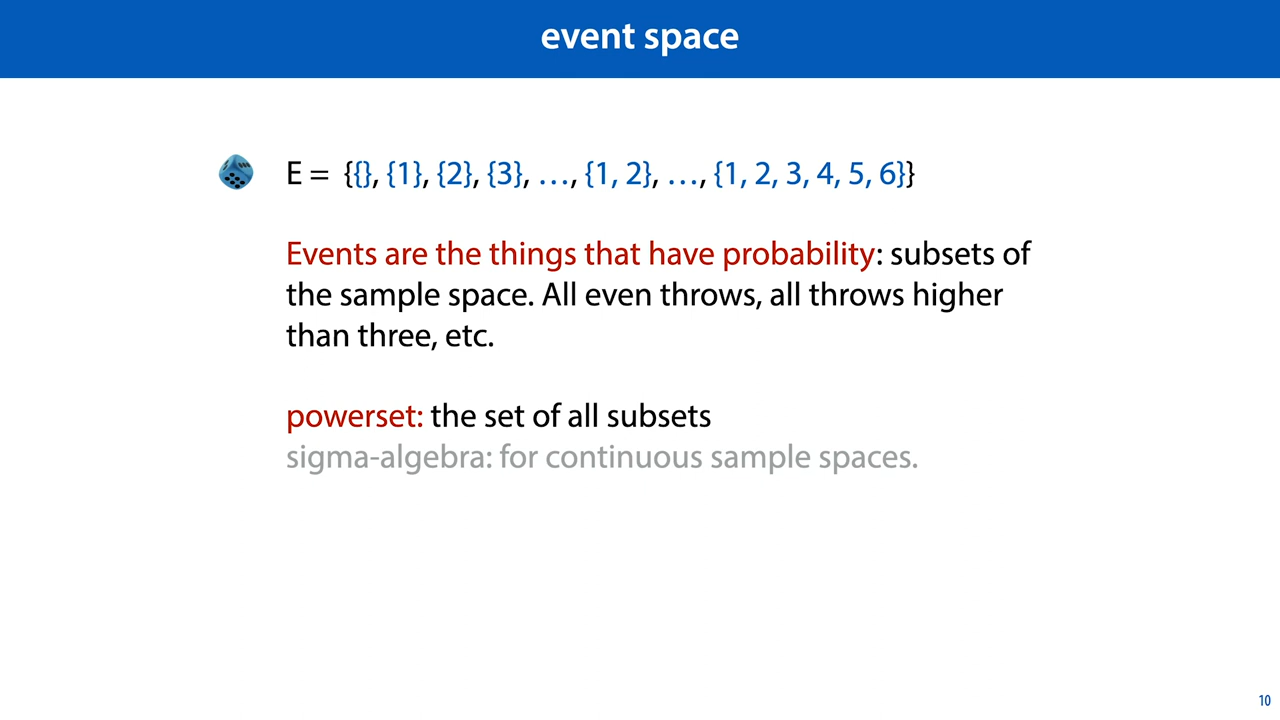 event space
E = {{}, {1}, {2}, {3}, …, {1, 2}, …, {1, 2, 3, 4, 5, 6}}
Events are the things that have probability: subsets of
the sample space. All even throws, all throws higher
than three, etc.
powerset: the set of all subsets
sigma-algebra: for continuous sample spaces.
10